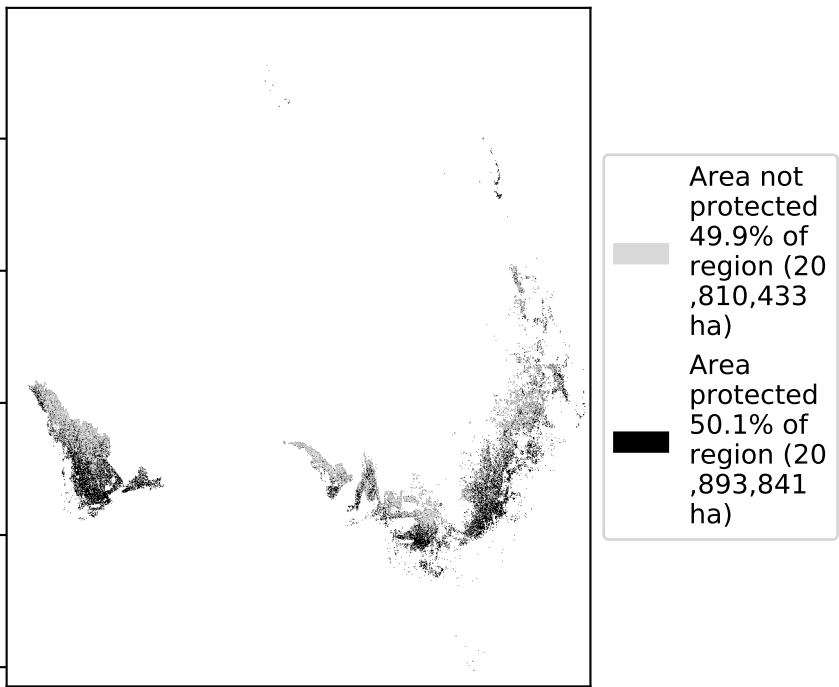 Area not
protected
49.9% of
region (20
,810,433
ha)
Area
protected
50.1% of
region (20
,893,841
ha)